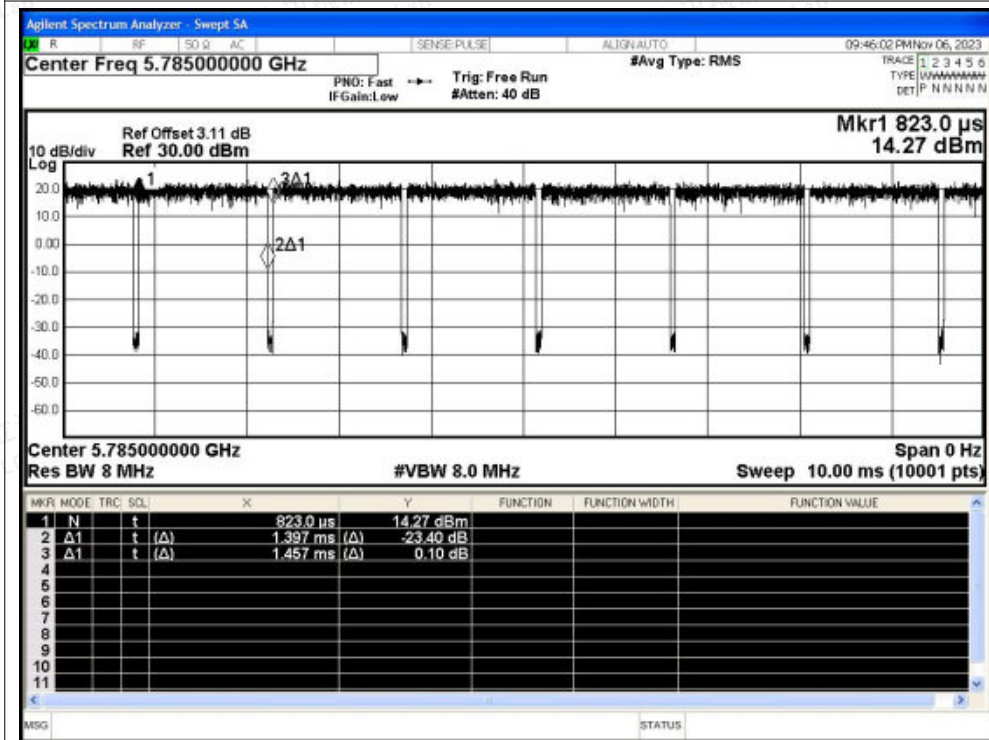 Agilent Spectrum Analyzer - Swept SA
R RF 50 Ω AC SENSE:PULSE ALIGNAUTO 09:46:02 PM Nov 06, 2023
Center Freq 5.785000000 GHz #Avg Type: RMS TRACE 1 2 3 4 5 6
PNO: Fast Trig: Free Run TYPE
IFGain:Low #Atten: 40 dB DET P N N N N N
Mkr1 823.0 µs
Ref Offset 3.11 dB
10 dB/div Ref 30.00 dBm 14.27 dBm
Log
1 3Δ1
20.0
10.0
0.00 2Δ1
-10.0
-20.0
-30.0
-40.0
-50.0
-60.0
Center 5.785000000 GHz Span 0 Hz
Res BW 8 MHz #VBW 8.0 MHz Sweep 10.00 ms (10001 pts)
MKR MODE TRC SCL X Y FUNCTION FUNCTION WIDTH FUNCTION VALUE
1 N t 823.0 µs 14.27 dBm
2 Δ1 t (Δ) 1.397 ms (Δ) -23.40 dB
3 Δ1 t (Δ) 1.457 ms (Δ) 0.10 dB
4
5
6
7
8
9
10
11
MSG STATUS